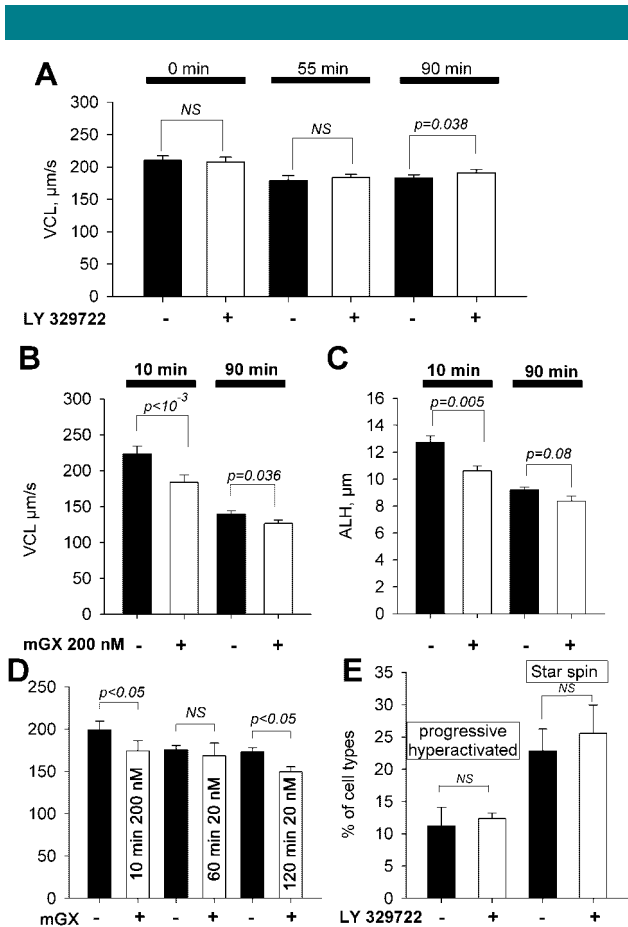 A
0 min 55 min 90 min
VCL, µm/s
300
250
200
150
100
50
0
NS
NS
p=0.038
LY 329722 - + - + - +
B
10 min 90 min
VCL µm/s
300
250
200
150
100
50
0
p<10⁻³
p=0.036
mGX 200 nM - + - +
C
10 min 90 min
ALH, µm
16
14
12
10
8
6
4
2
0
p=0.005
p=0.08
- + - +
D
250
200
150
100
50
0
p<0.05
NS
p<0.05
10 min 200 nM
60 min 20 nM
120 min 20 nM
mGX - + - + - +
E
% of cell types
35
30
25
20
15
10
5
0
progressive
hyperactivated
NS
Star spin
NS
LY 329722 - + - +